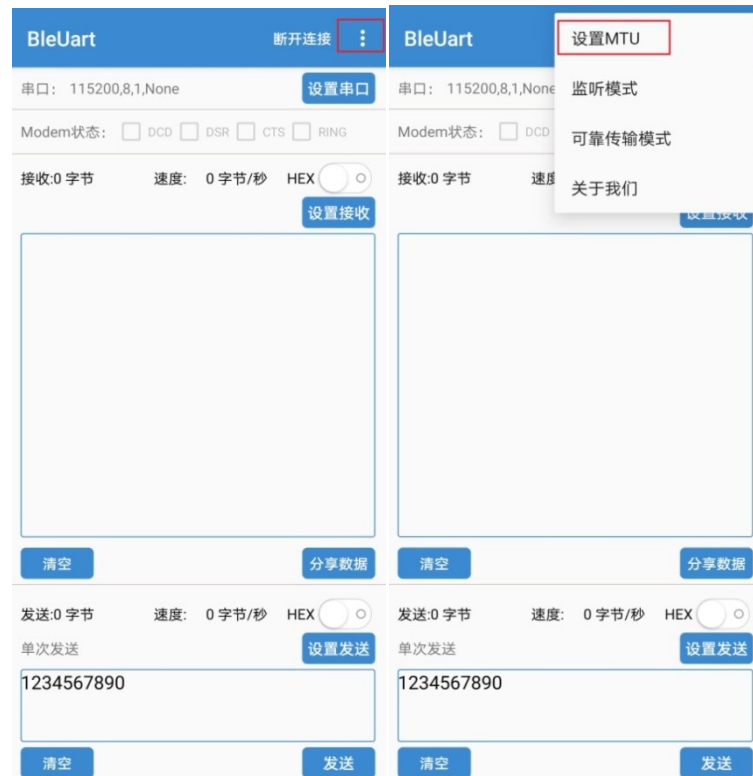 BleUart 断开连接
串口: 115200,8,1,None 设置串口
Modem状态: DCD DSR CTS RING
接收:0 字节 速度: 0 字节/秒 HEX
设置接收
清空 分享数据
发送:0 字节 速度: 0 字节/秒 HEX
单次发送 设置发送
1234567890
清空 发送
BleUart
设置MTU
监听模式
可靠传输模式
关于我们
串口: 115200,8,1,None
Modem状态: DCD
接收:0 字节 速度
设置接收
清空 分享数据
发送:0 字节 速度: 0 字节/秒 HEX
单次发送 设置发送
1234567890
清空 发送